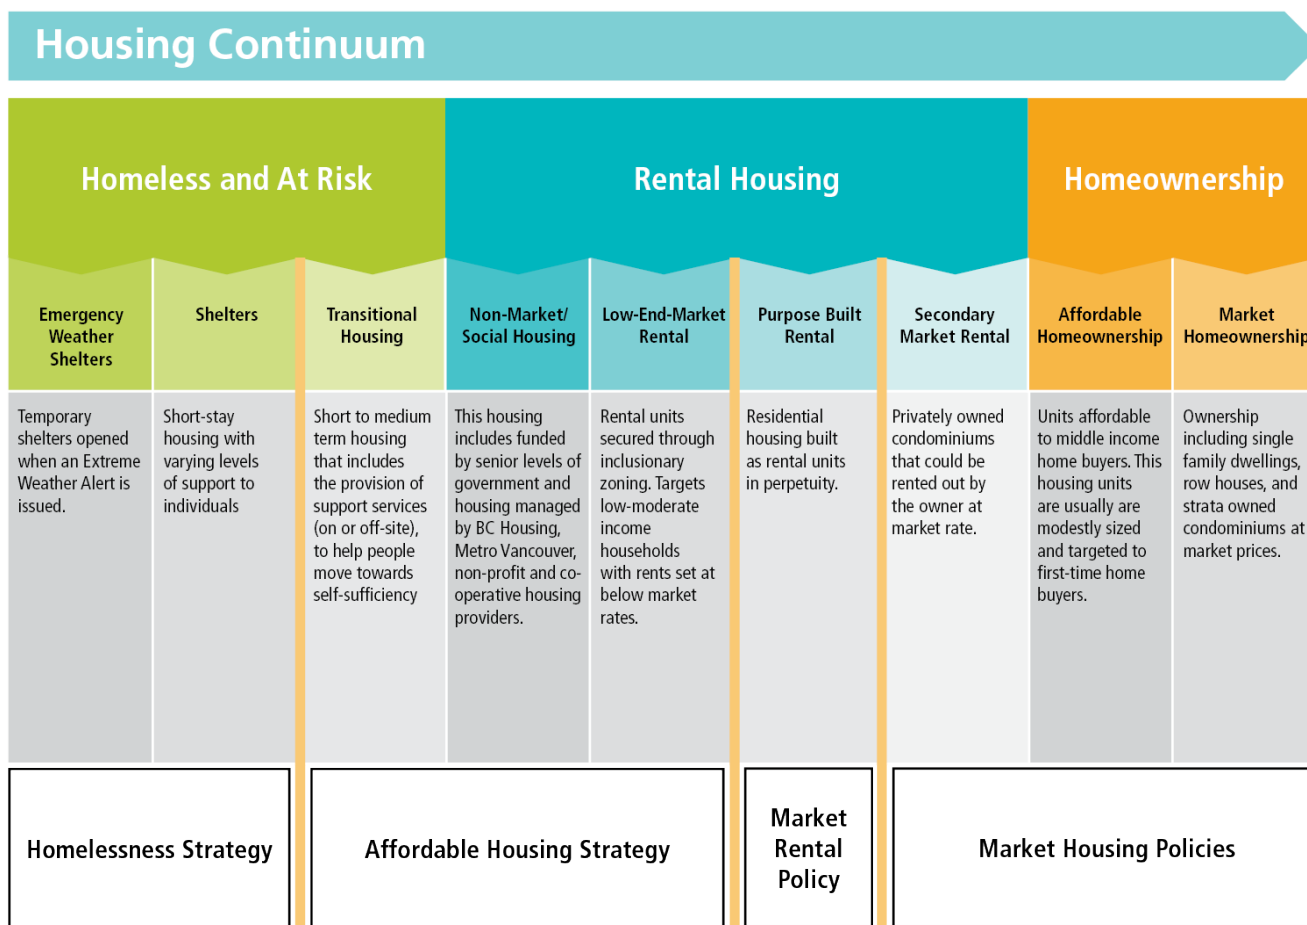 Housing Continuum
Homeless and At Risk
Rental Housing
Homeownership
Emergency
Weather
Shelters
Shelters
Transitional
Housing
Non-Market/
Social Housing
Low-End-Market
Rental
Purpose Built
Rental
Secondary
Market Rental
Affordable
Homeownership
Market
Homeownership
Temporary
shelters opened
when an Extreme
Weather Alert is
issued.
Short-stay
housing with
varying levels
of support to
individuals
Short to medium
term housing
that includes
the provision of
support services
(on or off-site),
to help people
move towards
self-sufficiency
This housing
includes funded
by senior levels of
government and
housing managed
by BC Housing,
Metro Vancouver,
non-profit and co-
operative housing
providers.
Rental units
secured through
inclusionary
zoning. Targets
low-moderate
income
households
with rents set at
below market
rates.
Residential
housing built
as rental units
in perpetuity.
Privately owned
condominiums
that could be
rented out by
the owner at
market rate.
Units affordable
to middle income
home buyers. This
housing units
are usually are
modestly sized
and targeted to
first-time home
buyers.
Ownership
including single
family dwellings,
row houses, and
strata owned
condominiums at
market prices.
Homelessness Strategy
Affordable Housing Strategy
Market
Rental
Policy
Market Housing Policies